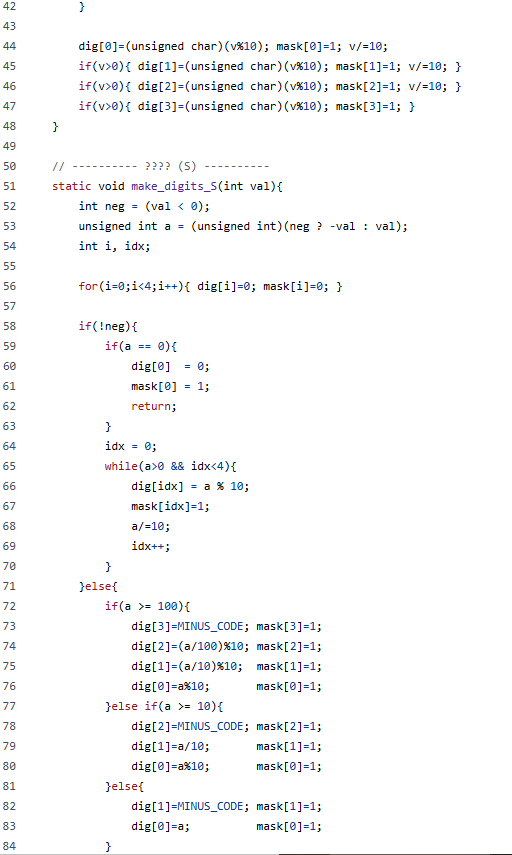 42            }
43
44            dig[0]=(unsigned char)(v%10); mask[0]=1; v/=10;
45            if(v>0){ dig[1]=(unsigned char)(v%10); mask[1]=1; v/=10; }
46            if(v>0){ dig[2]=(unsigned char)(v%10); mask[2]=1; v/=10; }
47            if(v>0){ dig[3]=(unsigned char)(v%10); mask[3]=1; }
48        }
49
50        // ---------- ???? (S) ----------
51        static void make_digits_S(int val){
52            int neg = (val < 0);
53            unsigned int a = (unsigned int)(neg ? -val : val);
54            int i, idx;
55
56            for(i=0;i<4;i++){ dig[i]=0; mask[i]=0; }
57
58            if(!neg){
59                if(a == 0){
60                    dig[0]  = 0;
61                    mask[0] = 1;
62                    return;
63                }
64                idx = 0;
65                while(a>0 && idx<4){
66                    dig[idx] = a % 10;
67                    mask[idx]=1;
68                    a/=10;
69                    idx++;
70                }
71            }else{
72                if(a >= 100){
73                    dig[3]=MINUS_CODE; mask[3]=1;
74                    dig[2]=(a/100)%10; mask[2]=1;
75                    dig[1]=(a/10)%10;  mask[1]=1;
76                    dig[0]=a%10;       mask[0]=1;
77                }else if(a >= 10){
78                    dig[2]=MINUS_CODE; mask[2]=1;
79                    dig[1]=a/10;       mask[1]=1;
80                    dig[0]=a%10;       mask[0]=1;
81                }else{
82                    dig[1]=MINUS_CODE; mask[1]=1;
83                    dig[0]=a;          mask[0]=1;
84                }